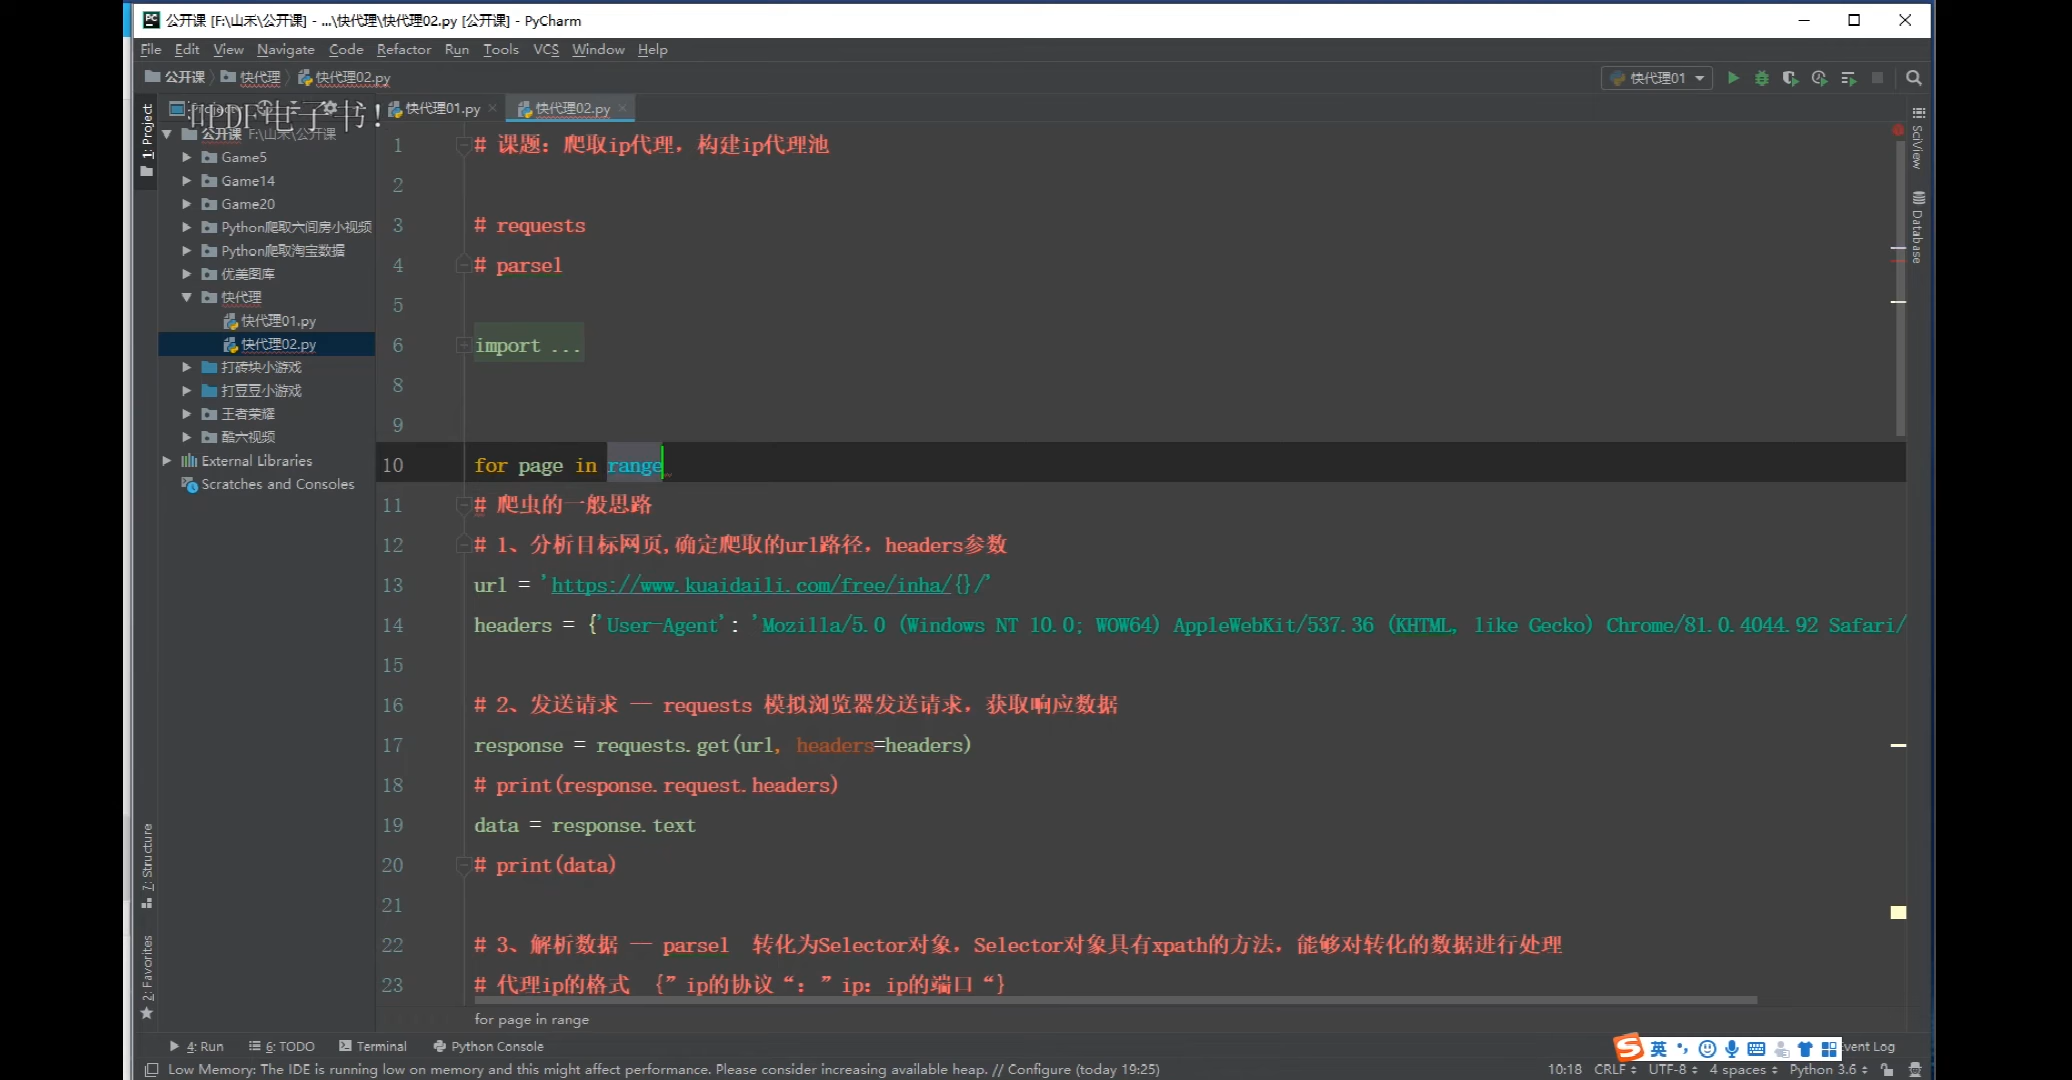 公开课 [F:\山禾\公开课] - ...\快代理\快代理02.py [公开课] - PyCharm
File Edit View Navigate Code Refactor Run Tools VCS Window Help
公开课 快代理 快代理02.py
快代理01
电子书!
快代理01.py
快代理02.py
1: Project
公开课 F:\山禾\公开课
Game5
Game14
Game20
Python爬取六间房小视频
Python爬取淘宝数据
优美图库
快代理
快代理01.py
快代理02.py
打砖块小游戏
打豆豆小游戏
王者荣耀
酷六视频
External Libraries
Scratches and Consoles
7: Structure
2: Favorites
1 # 课题：爬取ip代理，构建ip代理池
2
3 # requests
4 # parsel
5
6 import ...
8
9
10 for page in range
11 # 爬虫的一般思路
12 # 1、分析目标网页,确定爬取的url路径，headers参数
13 url = 'https://www.kuaidaili.com/free/inha/{}/'
14 headers = {'User-Agent': 'Mozilla/5.0 (Windows NT 10.0; WOW64) AppleWebKit/537.36 (KHTML, like Gecko) Chrome/81.0.4044.92 Safari/
15
16 # 2、发送请求 -- requests 模拟浏览器发送请求，获取响应数据
17 response = requests.get(url, headers=headers)
18 # print(response.request.headers)
19 data = response.text
20 # print(data)
21
22 # 3、解析数据 -- parsel 转化为Selector对象，Selector对象具有xpath的方法，能够对转化的数据进行处理
23 # 代理ip的格式 {”ip的协议“：”ip：ip的端口“}
for page in range
SciView
Database
4: Run 6: TODO Terminal Python Console
英
Event Log
Low Memory: The IDE is running low on memory and this might affect performance. Please consider increasing available heap. // Configure (today 19:25)
10:18 CRLF UTF-8 4 spaces Python 3.6